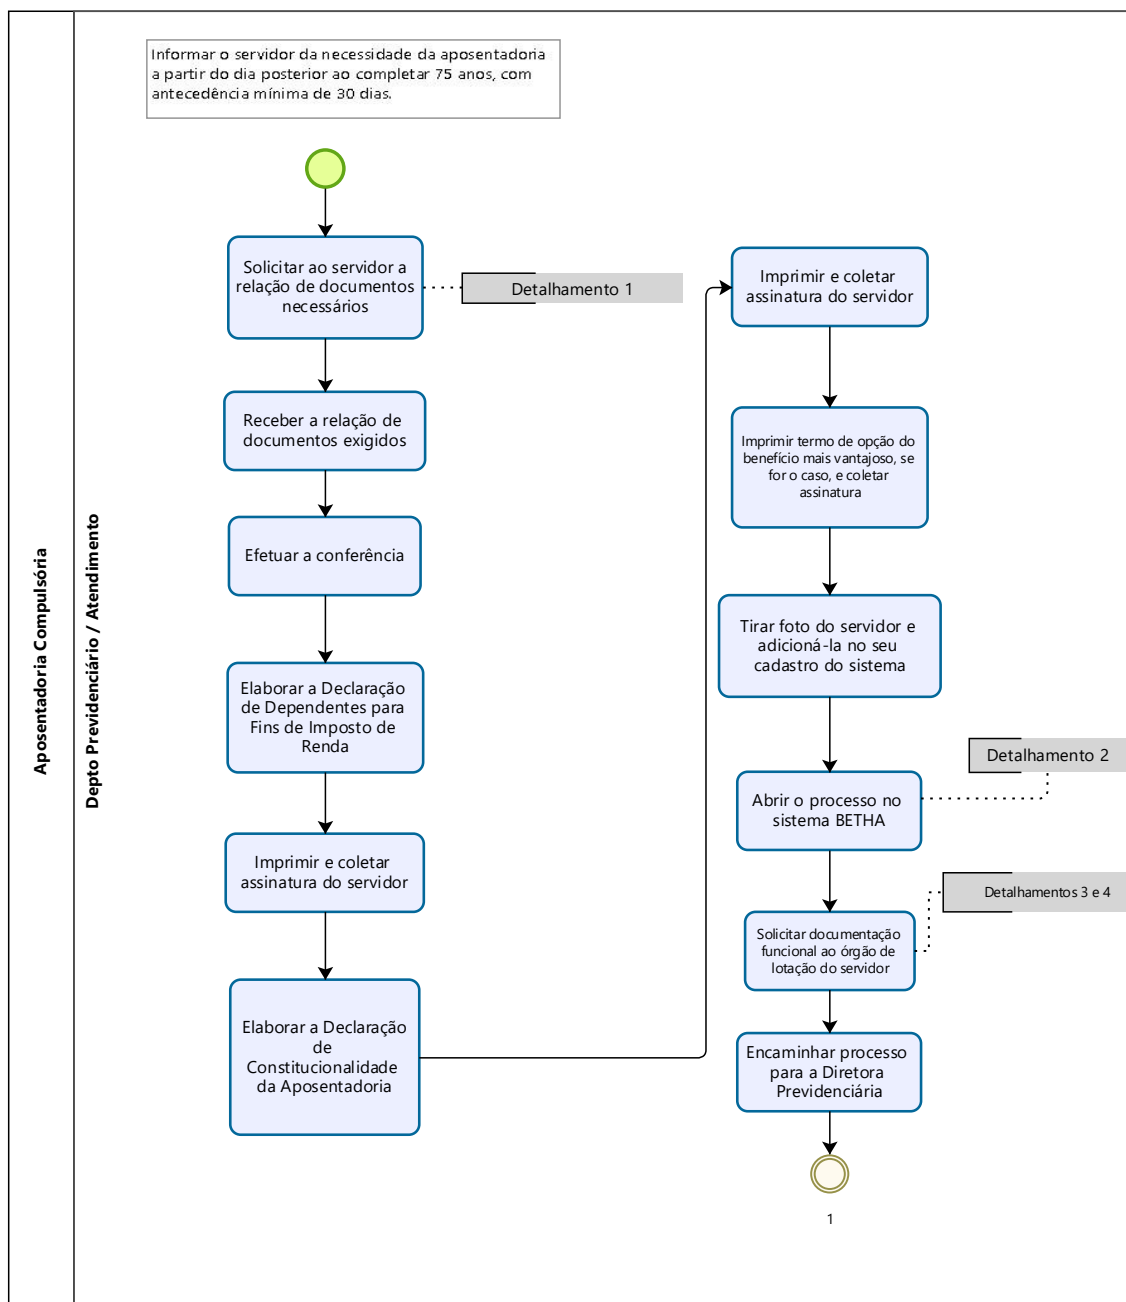 Aposentadoria Compulsória
Depto Previdenciário / Atendimento
Informar o servidor da necessidade da aposentadoria
a partir do dia posterior ao completar 75 anos, com
antecedência mínima de 30 dias.
Solicitar ao servidor a
relação de documentos
necessários
Detalhamento 1
Receber a relação de
documentos exigidos
Efetuar a conferência
Elaborar a Declaração
de Dependentes para
Fins de Imposto de
Renda
Imprimir e coletar
assinatura do servidor
Elaborar a Declaração
de
Constitucionalidade
da Aposentadoria
Imprimir e coletar
assinatura do servidor
Imprimir termo de opção do
benefício mais vantajoso, se
for o caso, e coletar
assinatura
Tirar foto do servidor e
adicioná-la no seu
cadastro do sistema
Detalhamento 2
Abrir o processo no
sistema BETHA
Detalhamentos 3 e 4
Solicitar documentação
funcional ao órgão de
lotação do servidor
Encaminhar processo
para a Diretora
Previdenciária
1